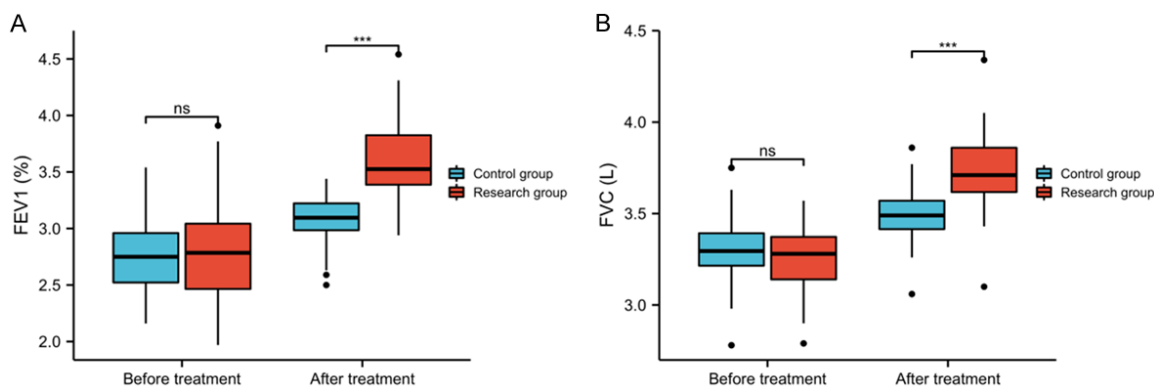 A
FEV1 (%)
4.5
4.0
3.5
3.0
2.5
2.0
ns
***
Before treatment
After treatment
Control group
Research group
B
FVC (L)
4.5
4.0
3.5
3.0
ns
***
Before treatment
After treatment
Control group
Research group